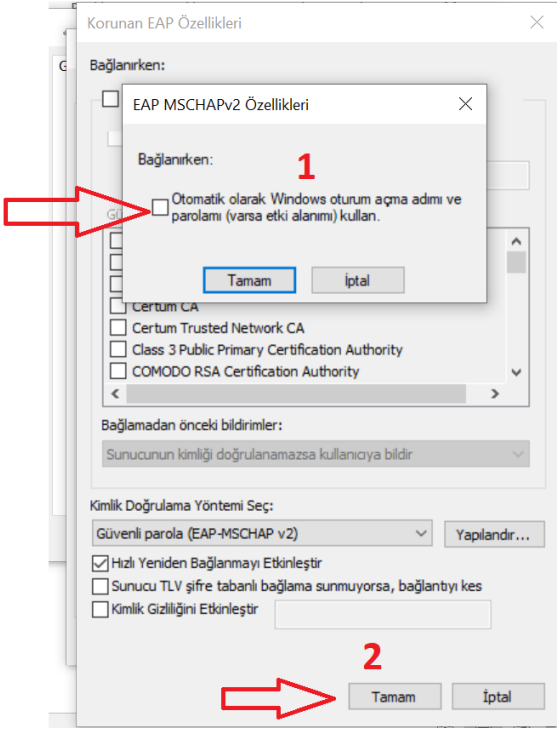 Korunan EAP Özellikleri
Bağlanırken:
EAP MSCHAPv2 Özellikleri
Bağlanırken:
1
Otomatik olarak Windows oturum açma adımı ve
parolamı (varsa etki alanımı) kullan.
Tamam
İptal
Certum CA
Certum Trusted Network CA
Class 3 Public Primary Certification Authority
COMODO RSA Certification Authority
Bağlamadan önceki bildirimler:
Sunucunun kimliği doğrulanamazsa kullanıcıya bildir
Kimlik Doğrulama Yöntemi Seç:
Güvenli parola (EAP-MSCHAP v2)
Yapılandır...
Hızlı Yeniden Bağlanmayı Etkinleştir
Sunucu TLV şifre tabanlı bağlama sunmuyorsa, bağlantıyı kes
Kimlik Gizliliğini Etkinleştir
2
Tamam
İptal